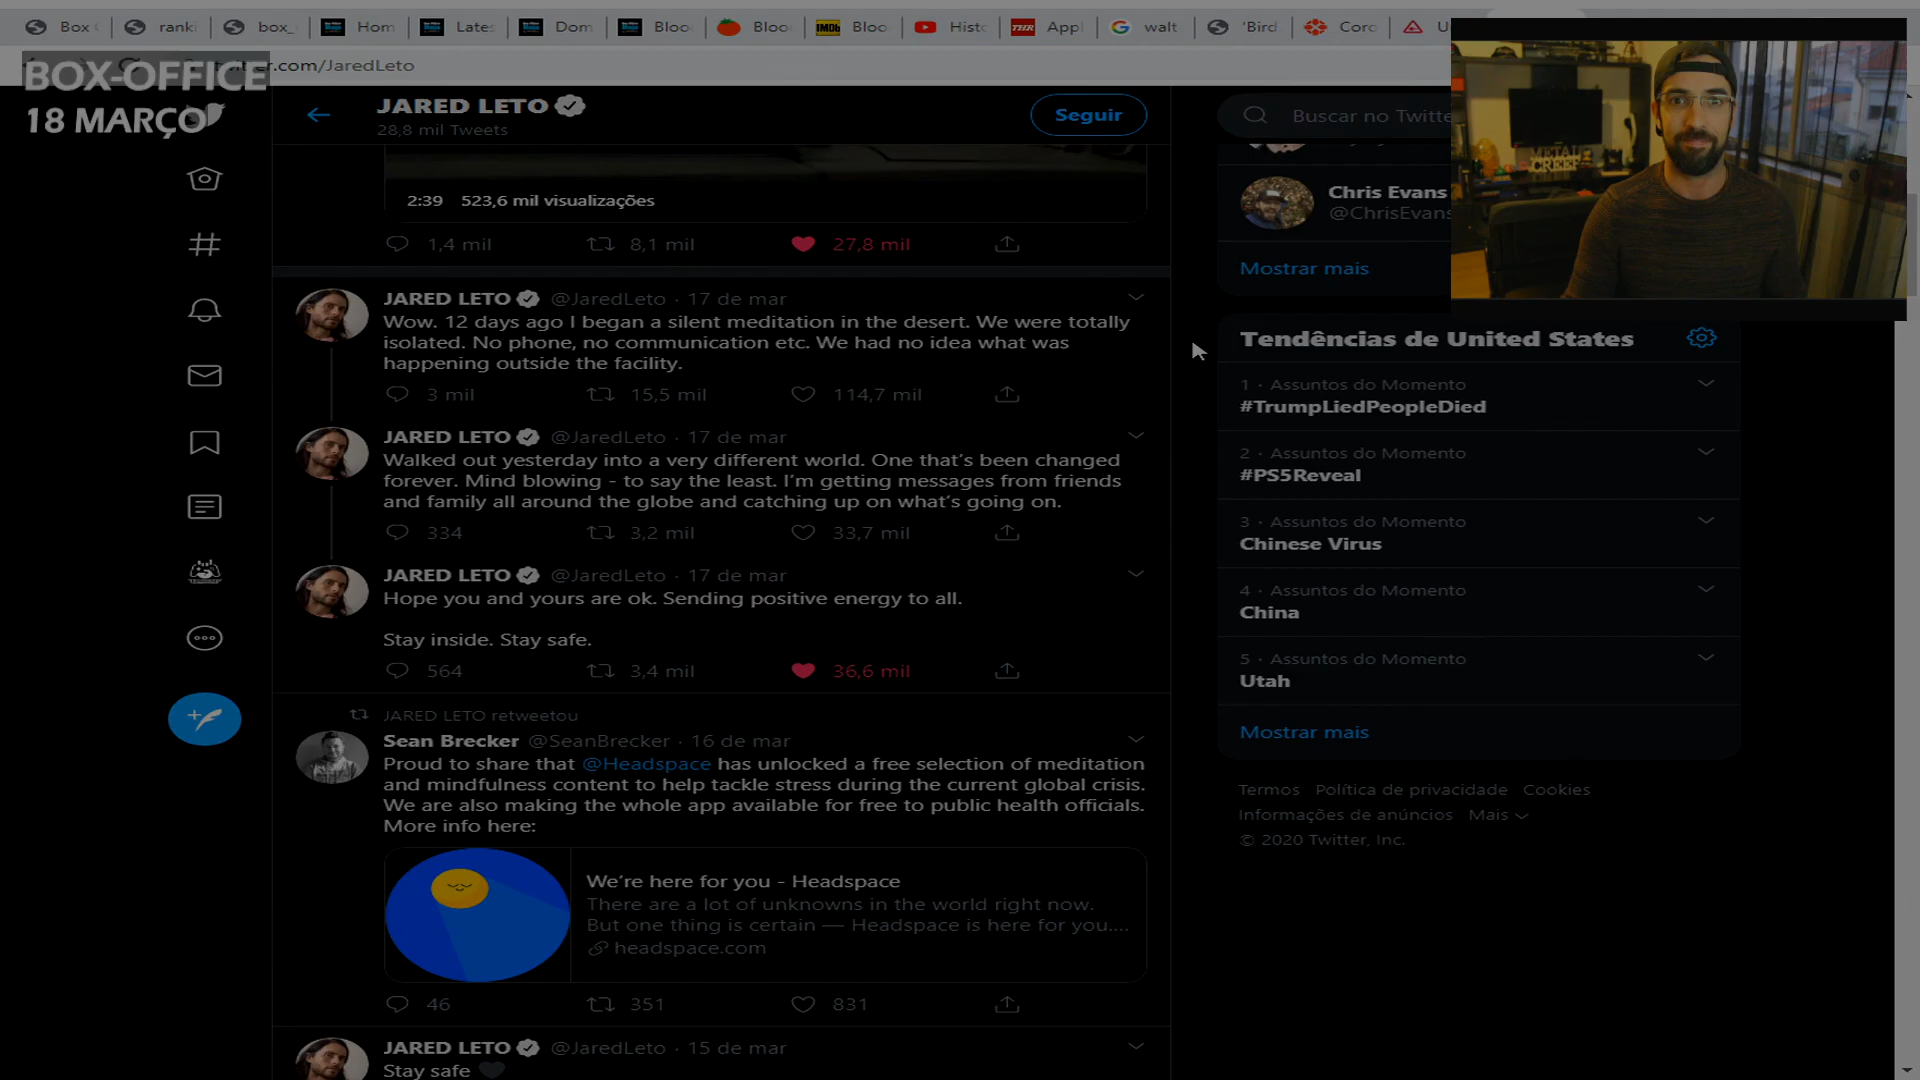 Box
ranki
box_
Hom
Late
Dom
Bloo
Bloo
IMDb
Bloo
Histo
THR
Appl
walt
'Bird
Coro
U
er.com/JaredLeto
BOX-OFFICE
18 MARÇO
JARED LETO
28,8 mil Tweets
Seguir
Buscar no Twitte
2:39 523,6 mil visualizações
1,4 mil 8,1 mil 27,8 mil
JARED LETO @JaredLeto · 17 de mar
Wow. 12 days ago I began a silent meditation in the desert. We were totally
isolated. No phone, no communication etc. We had no idea what was
happening outside the facility.
3 mil 15,5 mil 114,7 mil
JARED LETO @JaredLeto · 17 de mar
Walked out yesterday into a very different world. One that's been changed
forever. Mind blowing - to say the least. I'm getting messages from friends
and family all around the globe and catching up on what's going on.
334 3,2 mil 33,7 mil
JARED LETO @JaredLeto · 17 de mar
Hope you and yours are ok. Sending positive energy to all.
Stay inside. Stay safe.
564 3,4 mil 36,6 mil
JARED LETO retweetou
Sean Brecker @SeanBrecker · 16 de mar
Proud to share that @Headspace has unlocked a free selection of meditation
and mindfulness content to help tackle stress during the current global crisis.
We are also making the whole app available for free to public health officials.
More info here:
We're here for you - Headspace
There are a lot of unknowns in the world right now.
But one thing is certain — Headspace is here for you....
headspace.com
46 351 831
JARED LETO @JaredLeto · 15 de mar
Stay safe
Chris Evans
@ChrisEvans
Mostrar mais
METAL
CREEP
Tendências de United States
1 · Assuntos do Momento
#TrumpLiedPeopleDied
2 · Assuntos do Momento
#PS5Reveal
3 · Assuntos do Momento
Chinese Virus
4 · Assuntos do Momento
China
5 · Assuntos do Momento
Utah
Mostrar mais
Termos Política de privacidade Cookies
Informações de anúncios Mais
© 2020 Twitter, Inc.